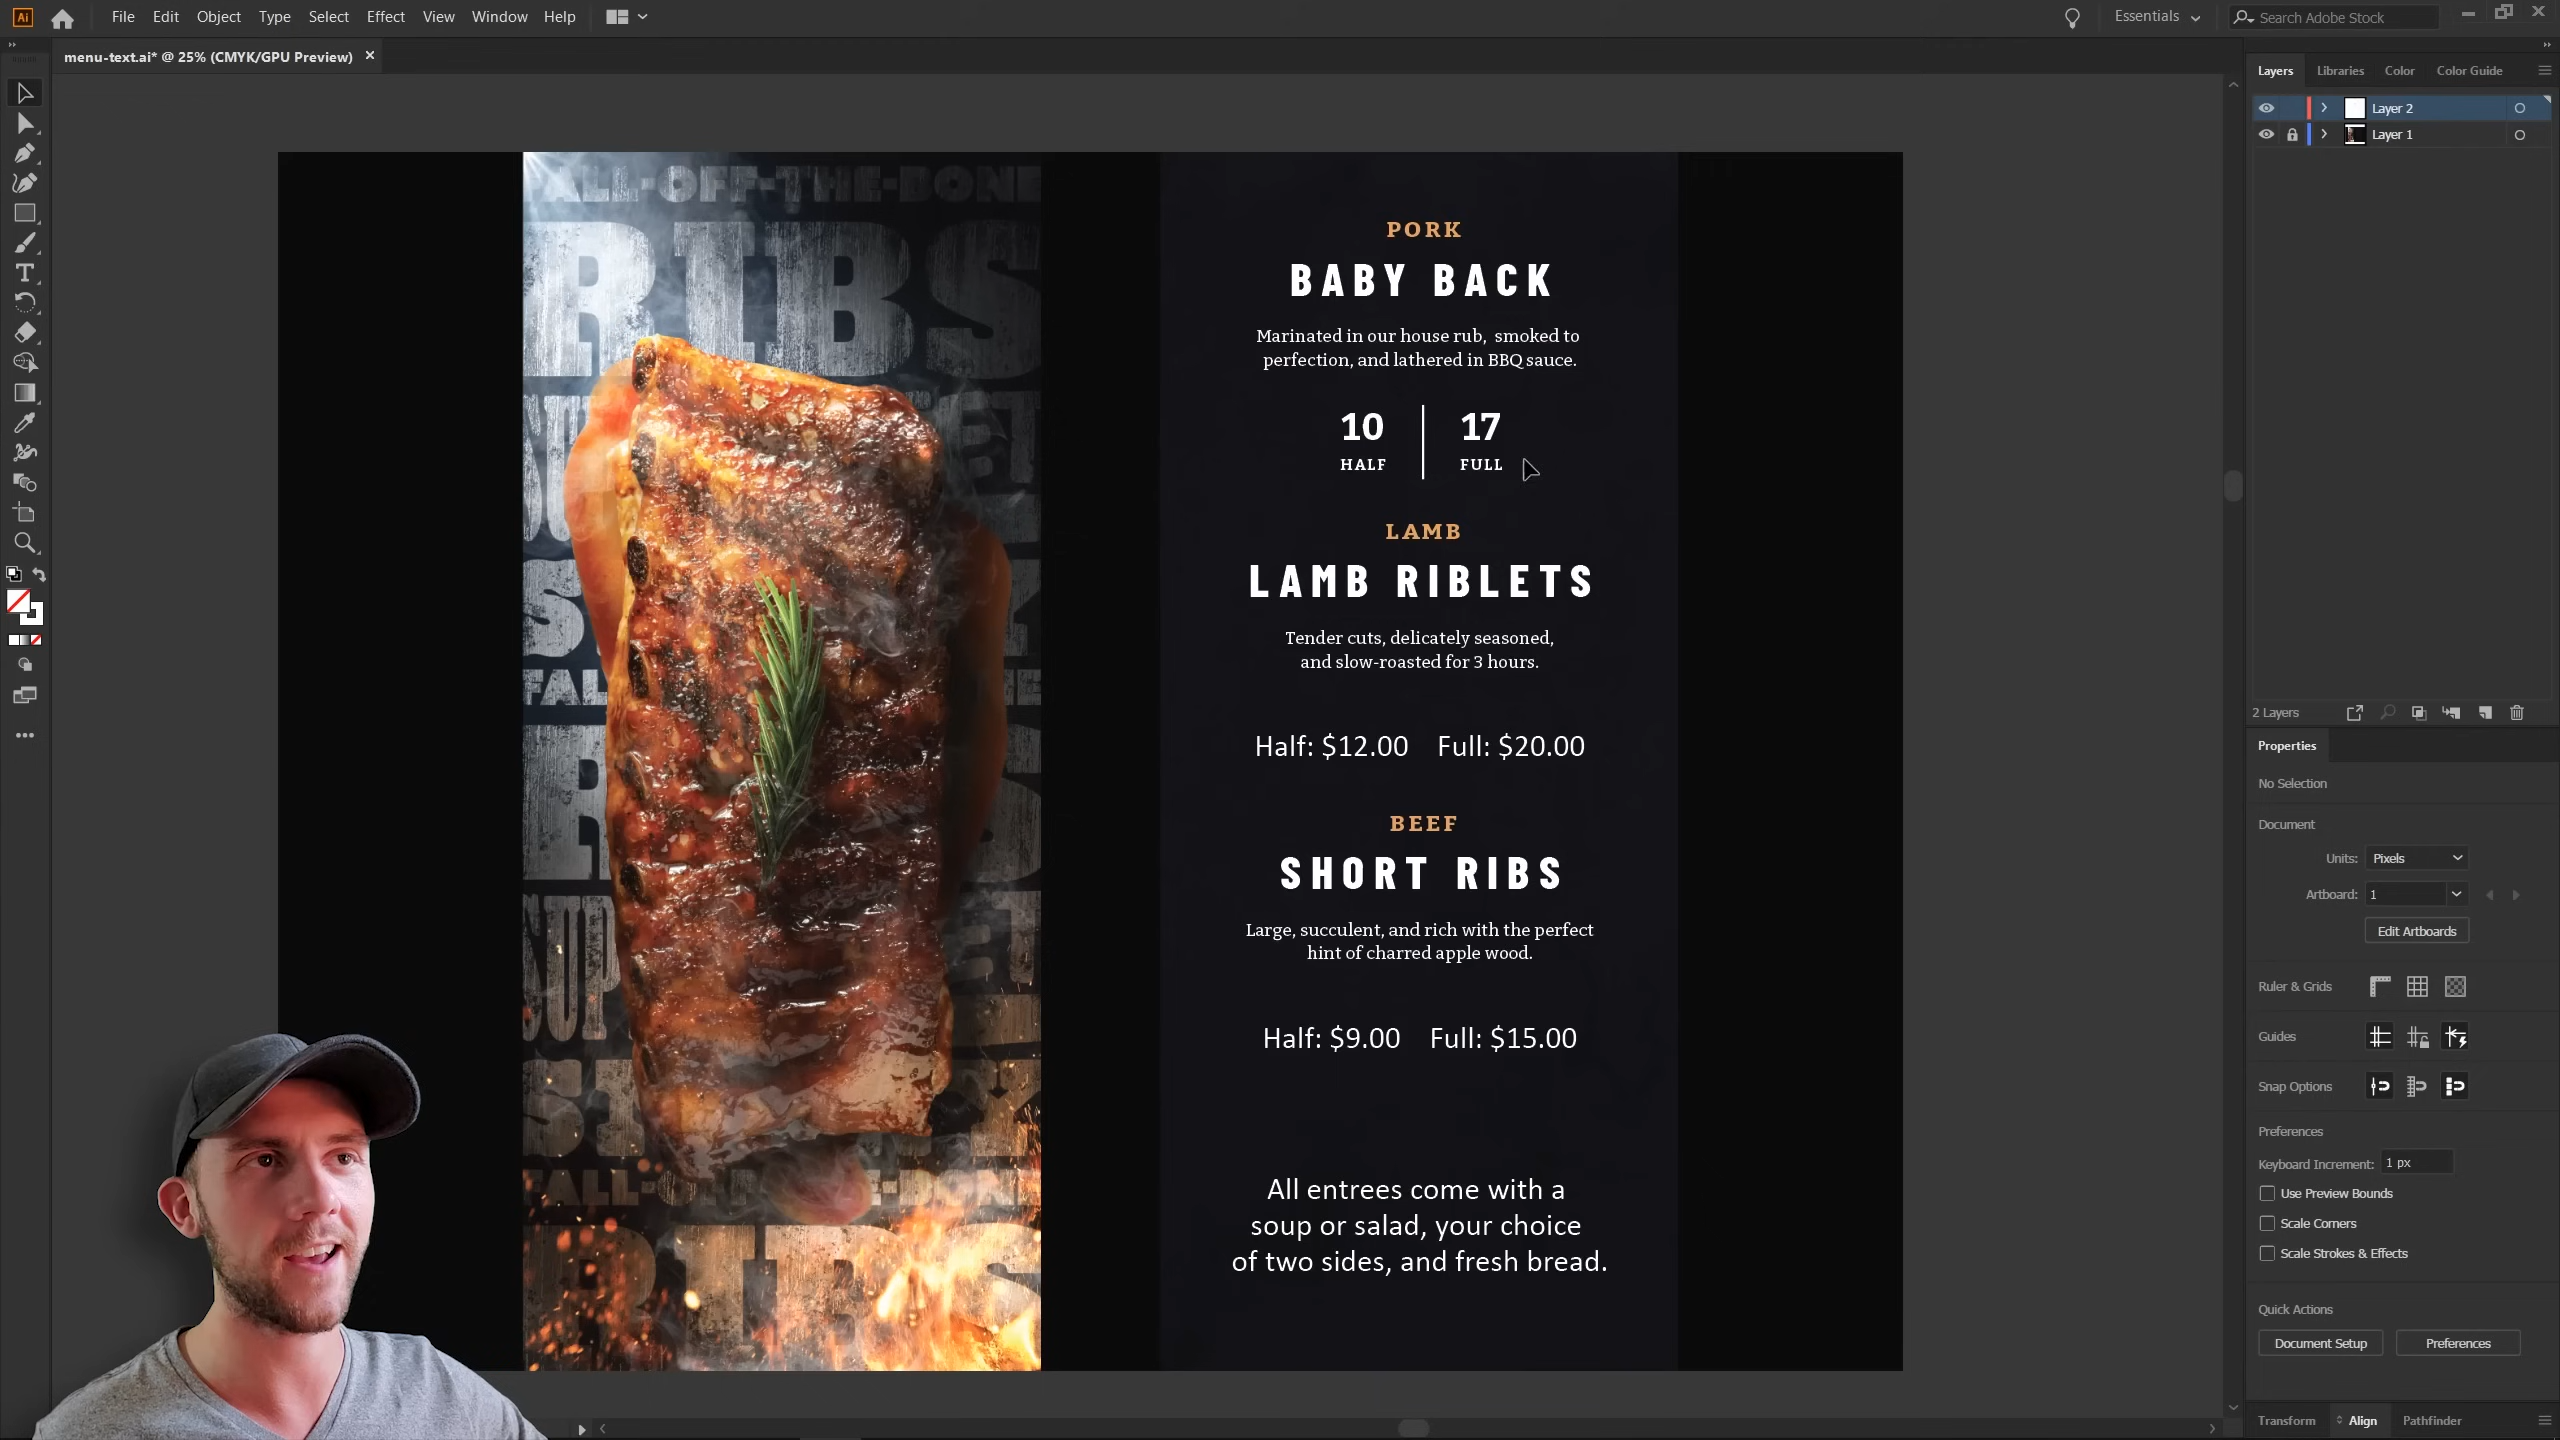 File Edit Object Type Select Effect View Window Help
Essentials
Search Adobe Stock
menu-text.ai* @ 25% (CMYK/GPU Preview)
Layers Libraries Color Color Guide
Layer 2
Layer 1
FALL-OFF-THE-BONE
RIBS
PORK
BABY BACK
Marinated in our house rub, smoked to
perfection, and lathered in BBQ sauce.
10 17
HALF FULL
LAMB
LAMB RIBLETS
Tender cuts, delicately seasoned,
and slow-roasted for 3 hours.
Half: $12.00 Full: $20.00
BEEF
SHORT RIBS
Large, succulent, and rich with the perfect
hint of charred apple wood.
Half: $9.00 Full: $15.00
All entrees come with a
soup or salad, your choice
of two sides, and fresh bread.
RIBS
2 Layers
Properties
No Selection
Document
Units: Pixels
Artboard: 1
Edit Artboards
Ruler & Grids
Guides
Snap Options
Preferences
Keyboard Increment: 1 px
Use Preview Bounds
Scale Corners
Scale Strokes & Effects
Quick Actions
Document Setup Preferences
Transform Align Pathfinder